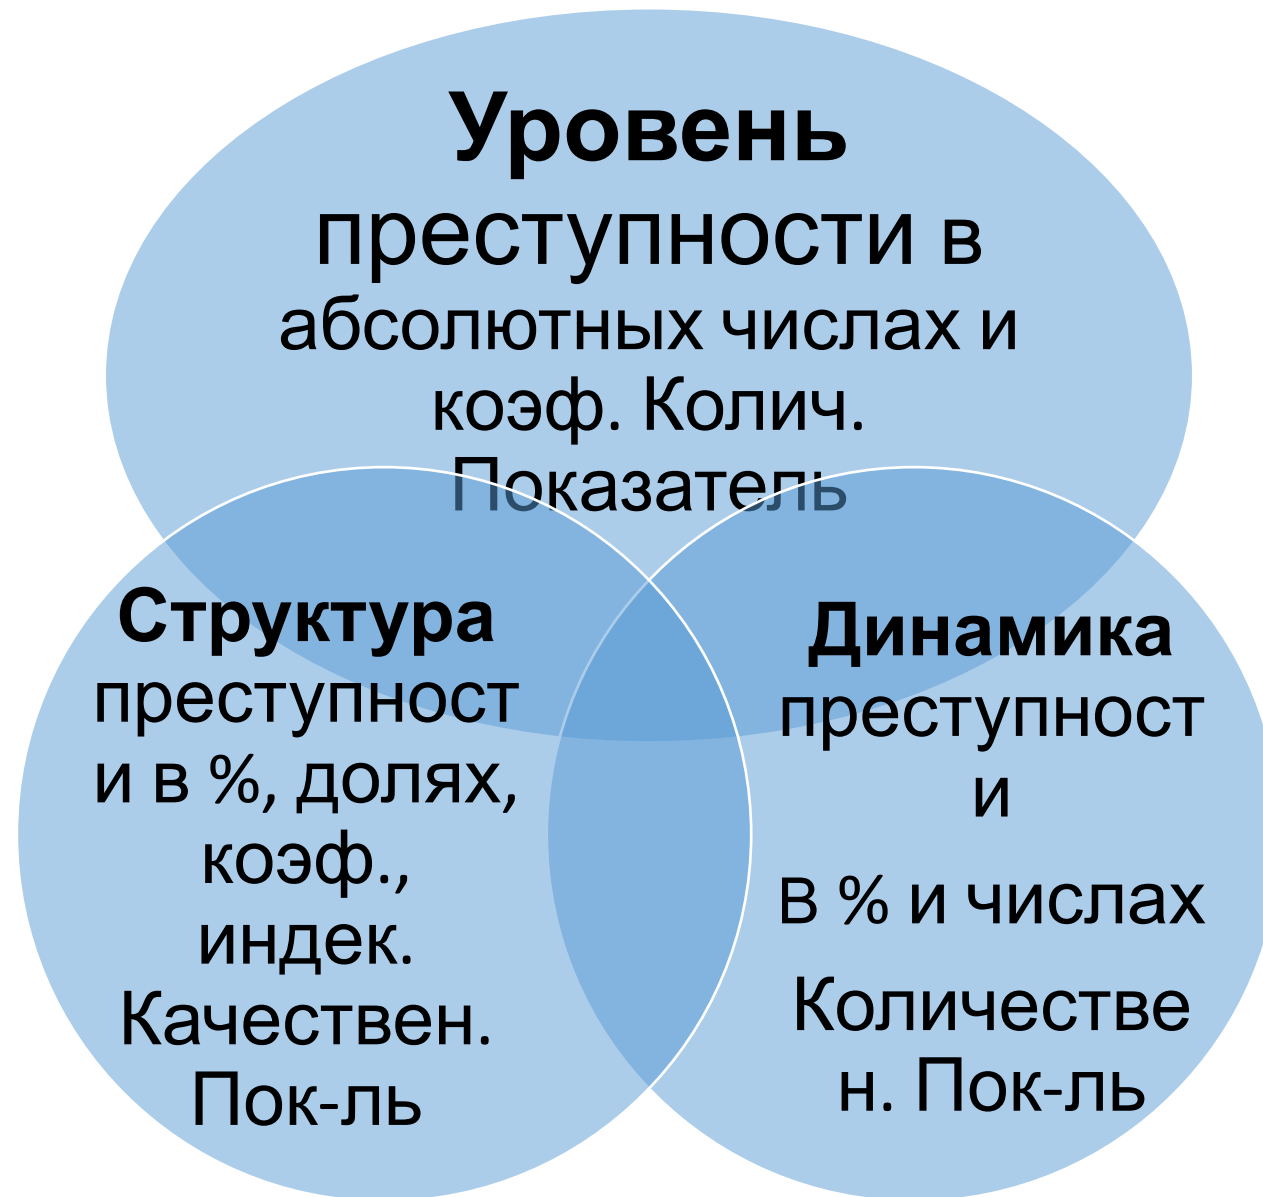 Уровень
преступности в
абсолютных числах и
коэф. Колич.
Показатель
Структура
преступност
и в %, долях,
коэф.,
индек.
Качествен.
Пок-ль
Динамика
преступност
и
В % и числах
Количестве
н. Пок-ль